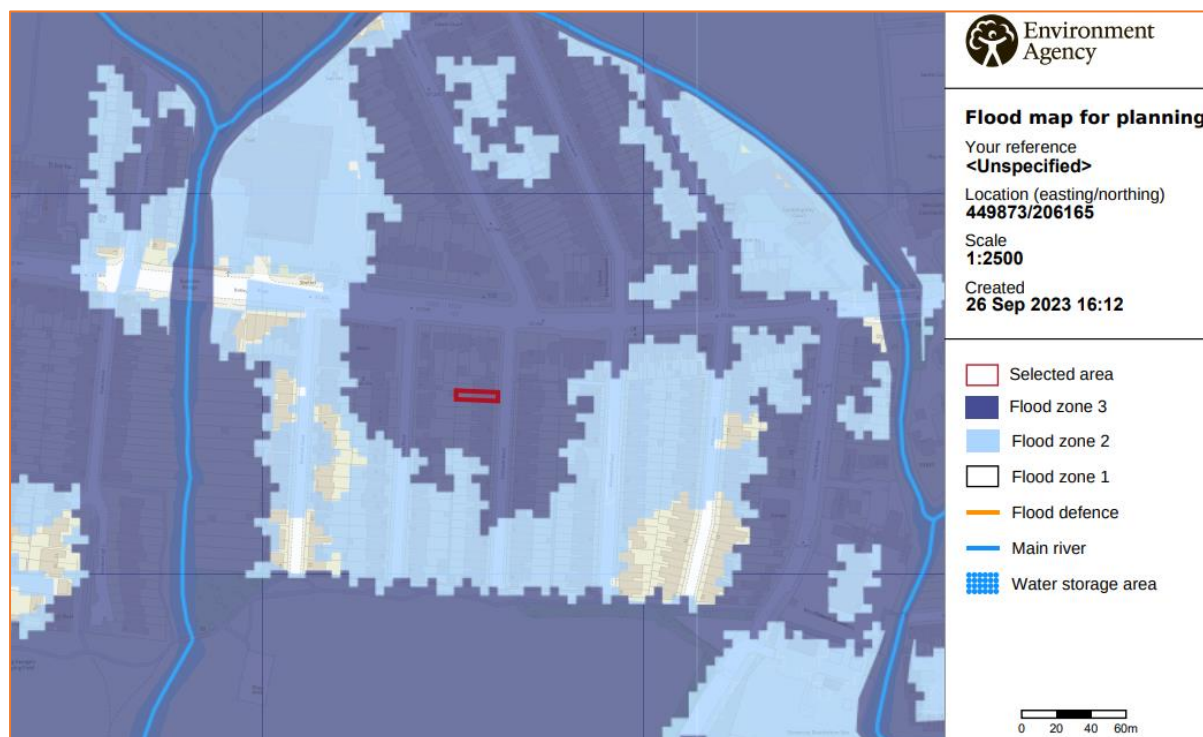 Environment
Agency
Flood map for planning
Your reference
<Unspecified>
Location (easting/northing)
449873/206165
Scale
1:2500
Created
26 Sep 2023 16:12
Selected area
Flood zone 3
Flood zone 2
Flood zone 1
Flood defence
Main river
Water storage area
0 20 40 60m